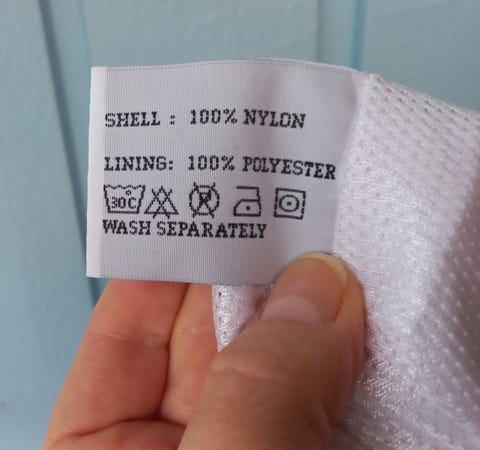 SHELL : 100% NYLON
LINING: 100% POLYESTER
30C
WASH SEPARATELY